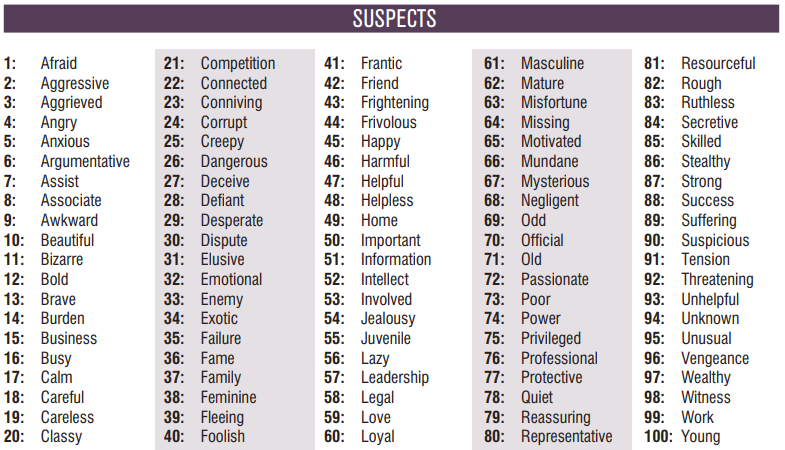 SUSPECTS
1: Afraid
2: Aggressive
3: Aggrieved
4: Angry
5: Anxious
6: Argumentative
7: Assist
8: Associate
9: Awkward
10: Beautiful
11: Bizarre
12: Bold
13: Brave
14: Burden
15: Business
16: Busy
17: Calm
18: Careful
19: Careless
20: Classy
21: Competition
22: Connected
23: Conniving
24: Corrupt
25: Creepy
26: Dangerous
27: Deceive
28: Defiant
29: Desperate
30: Dispute
31: Elusive
32: Emotional
33: Enemy
34: Exotic
35: Failure
36: Fame
37: Family
38: Feminine
39: Fleeing
40: Foolish
41: Frantic
42: Friend
43: Frightening
44: Frivolous
45: Happy
46: Harmful
47: Helpful
48: Helpless
49: Home
50: Important
51: Information
52: Intellect
53: Involved
54: Jealousy
55: Juvenile
56: Lazy
57: Leadership
58: Legal
59: Love
60: Loyal
61: Masculine
62: Mature
63: Misfortune
64: Missing
65: Motivated
66: Mundane
67: Mysterious
68: Negligent
69: Odd
70: Official
71: Old
72: Passionate
73: Poor
74: Power
75: Privileged
76: Professional
77: Protective
78: Quiet
79: Reassuring
80: Representative
81: Resourceful
82: Rough
83: Ruthless
84: Secretive
85: Skilled
86: Stealthy
87: Strong
88: Success
89: Suffering
90: Suspicious
91: Tension
92: Threatening
93: Unhelpful
94: Unknown
95: Unusual
96: Vengeance
97: Wealthy
98: Witness
99: Work
100: Young